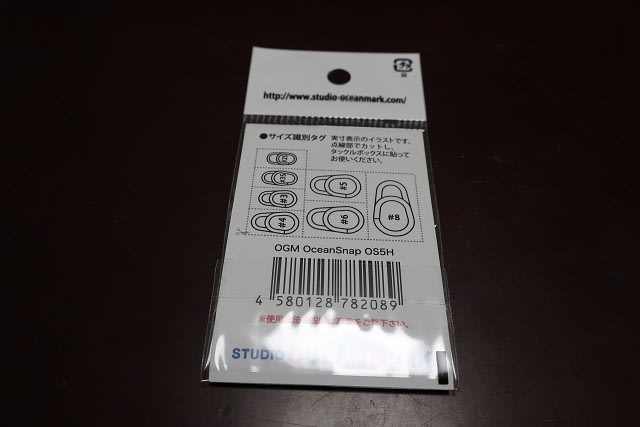 http://www.studio-oceanmark.com/
●サイズ識別タグ
実寸表示のイラストです。
点線部でカットし、
タックルボックスに貼って
お使いください。
#3
#4
#5
#6
#8
OGM OceanSnap OS5H
4 580128 782089
STUDIO